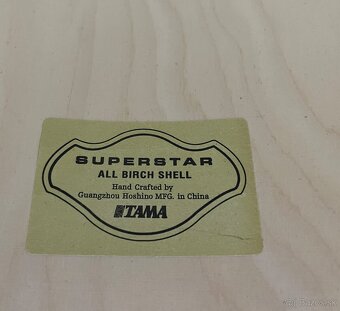 SUPERSTAR
ALL BIRCH SHELL
Hand Crafted by
Guangzhou Hoshino MFG. in China
TAMA